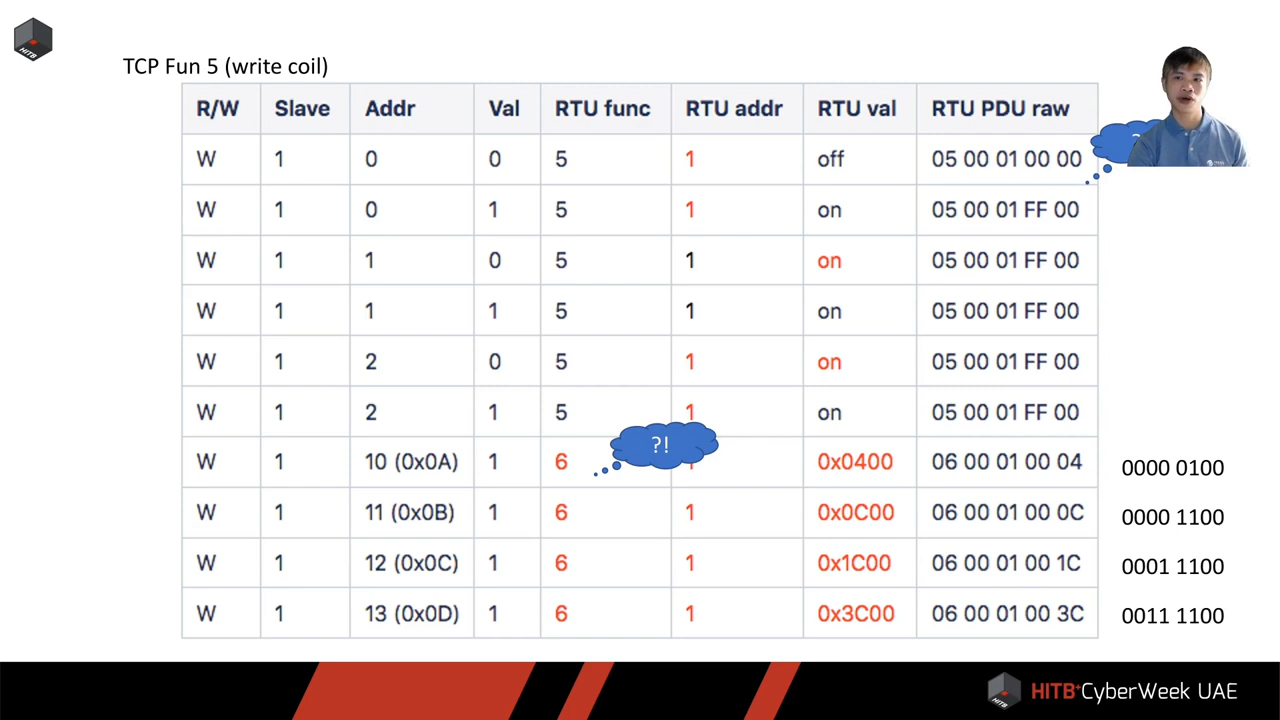 HITB
TCP Fun 5 (write coil)
R/W Slave Addr Val RTU func RTU addr RTU val RTU PDU raw
W 1 0 0 5 1 off 05 00 01 00 00
W 1 0 1 5 1 on 05 00 01 FF 00
W 1 1 0 5 1 on 05 00 01 FF 00
W 1 1 1 5 1 on 05 00 01 FF 00
W 1 2 0 5 1 on 05 00 01 FF 00
W 1 2 1 5 1 on 05 00 01 FF 00
?!
W 1 10 (0x0A) 1 6 1 0x0400 06 00 01 00 04 0000 0100
W 1 11 (0x0B) 1 6 1 0x0C00 06 00 01 00 0C 0000 1100
W 1 12 (0x0C) 1 6 1 0x1C00 06 00 01 00 1C 0001 1100
W 1 13 (0x0D) 1 6 1 0x3C00 06 00 01 00 3C 0011 1100
HITB HITB+CyberWeek UAE